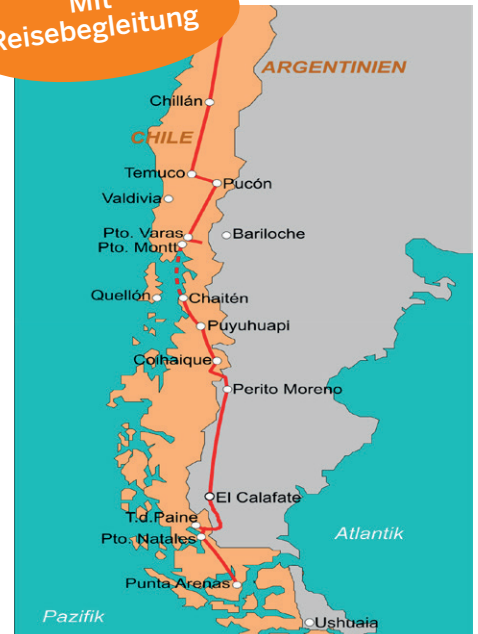 Mit
Reisebegleitung
ARGENTINIEN
Chillán
CHILE
Temuco
Pucón
Valdivia
Pto. Varas
Bariloche
Pto. Montt
Quellón
Chaitén
Puyuhuapi
Coihaique
Perito Moreno
El Calafate
T.d.Paine
Atlantik
Pto. Natales
Punta Arenas
Pazifik
Ushuaia